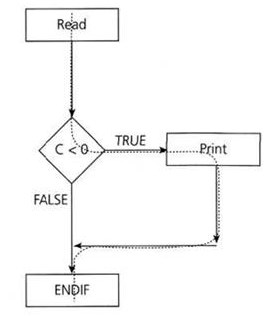 Read
C < 0
TRUE
Print
FALSE
ENDIF